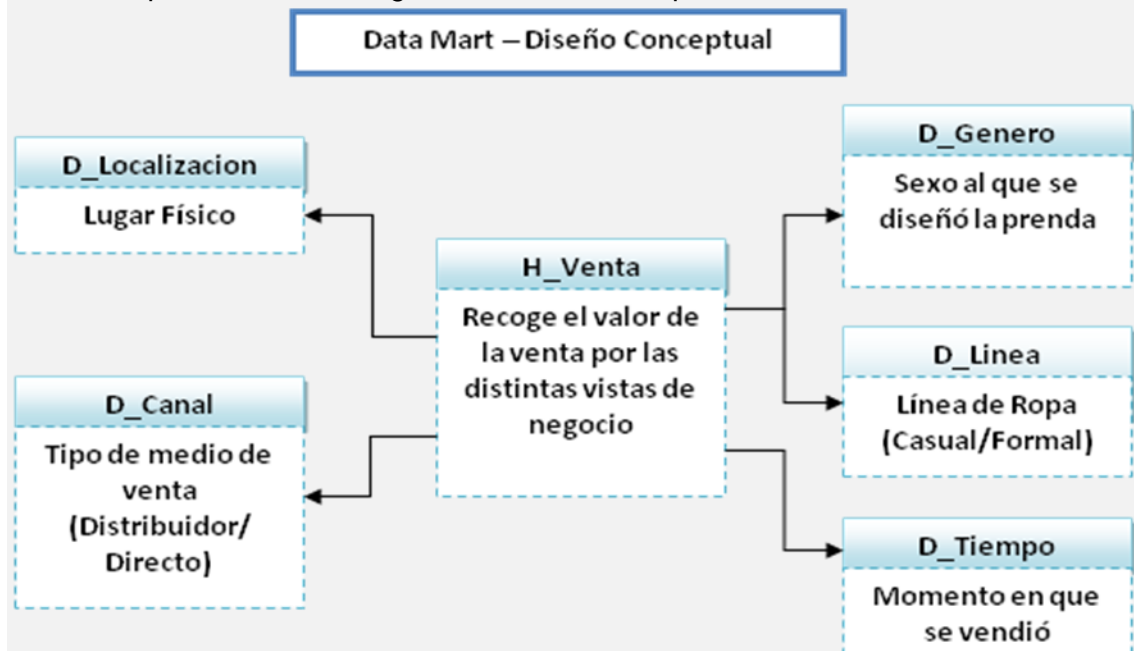 Data Mart – Diseño Conceptual
D_Localizacion
Lugar Físico
D_Canal
Tipo de medio de
venta
(Distribuidor/
Directo)
H_Venta
Recoge el valor de
la venta por las
distintas vistas de
negocio
D_Genero
Sexo al que se
diseñó la prenda
D_Linea
Línea de Ropa
(Casual/Formal)
D_Tiempo
Momento en que
se vendió